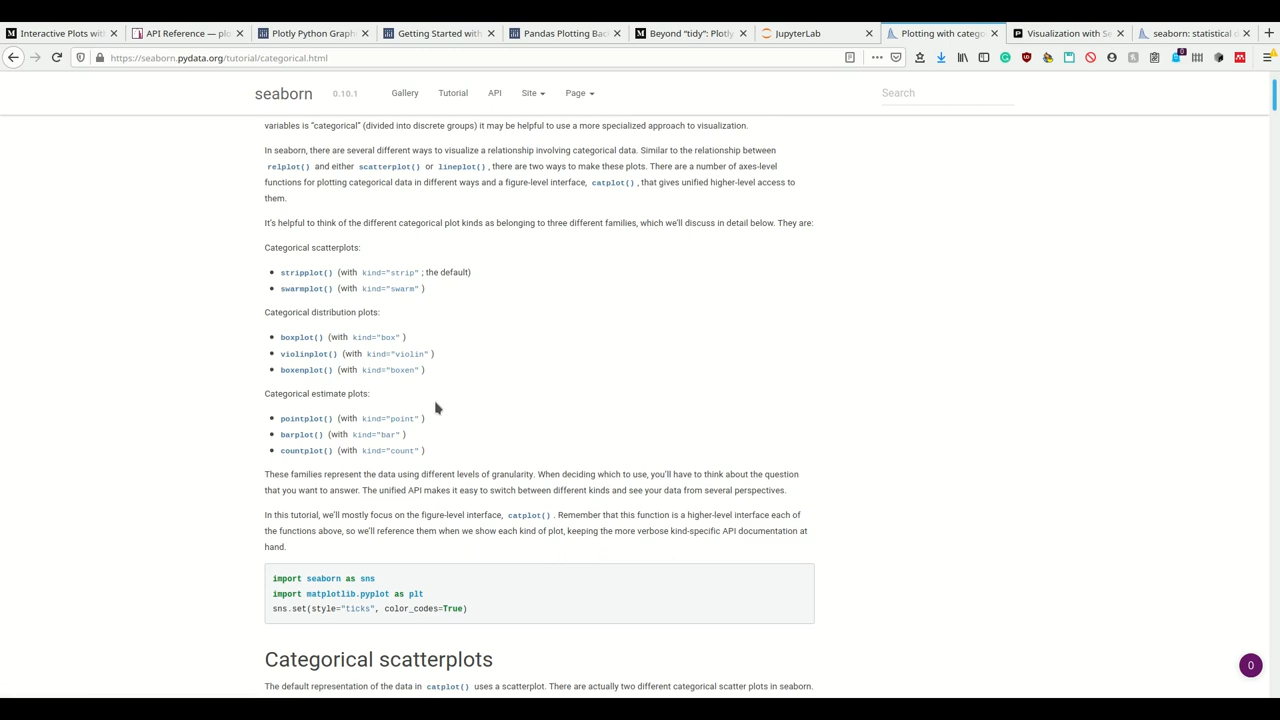 Interactive Plots with
API Reference — plo
Plotly Python Graph
Getting Started with
Pandas Plotting Bac
Beyond "tidy": Plotly
JupyterLab
Plotting with catego
Visualization with Se
seaborn: statistical d
https://seaborn.pydata.org/tutorial/categorical.html
seaborn 0.10.1 Gallery Tutorial API Site Page Search
variables is “categorical” (divided into discrete groups) it may be helpful to use a more specialized approach to visualization.
In seaborn, there are several different ways to visualize a relationship involving categorical data. Similar to the relationship between
relplot() and either scatterplot() or lineplot(), there are two ways to make these plots. There are a number of axes-level
functions for plotting categorical data in different ways and a figure-level interface, catplot(), that gives unified higher-level access to
them.
It’s helpful to think of the different categorical plot kinds as belonging to three different families, which we’ll discuss in detail below. They are:
Categorical scatterplots:
• stripplot() (with kind="strip" ; the default)
• swarmplot() (with kind="swarm" )
Categorical distribution plots:
• boxplot() (with kind="box" )
• violinplot() (with kind="violin" )
• boxenplot() (with kind="boxen" )
Categorical estimate plots:
• pointplot() (with kind="point" )
• barplot() (with kind="bar" )
• countplot() (with kind="count" )
These families represent the data using different levels of granularity. When deciding which to use, you’ll have to think about the question
that you want to answer. The unified API makes it easy to switch between different kinds and see your data from several perspectives.
In this tutorial, we’ll mostly focus on the figure-level interface, catplot() . Remember that this function is a higher-level interface each of
the functions above, so we’ll reference them when we show each kind of plot, keeping the more verbose kind-specific API documentation at
hand.
import seaborn as sns
import matplotlib.pyplot as plt
sns.set(style="ticks", color_codes=True)
0
Categorical scatterplots
The default representation of the data in catplot() uses a scatterplot. There are actually two different categorical scatter plots in seaborn.